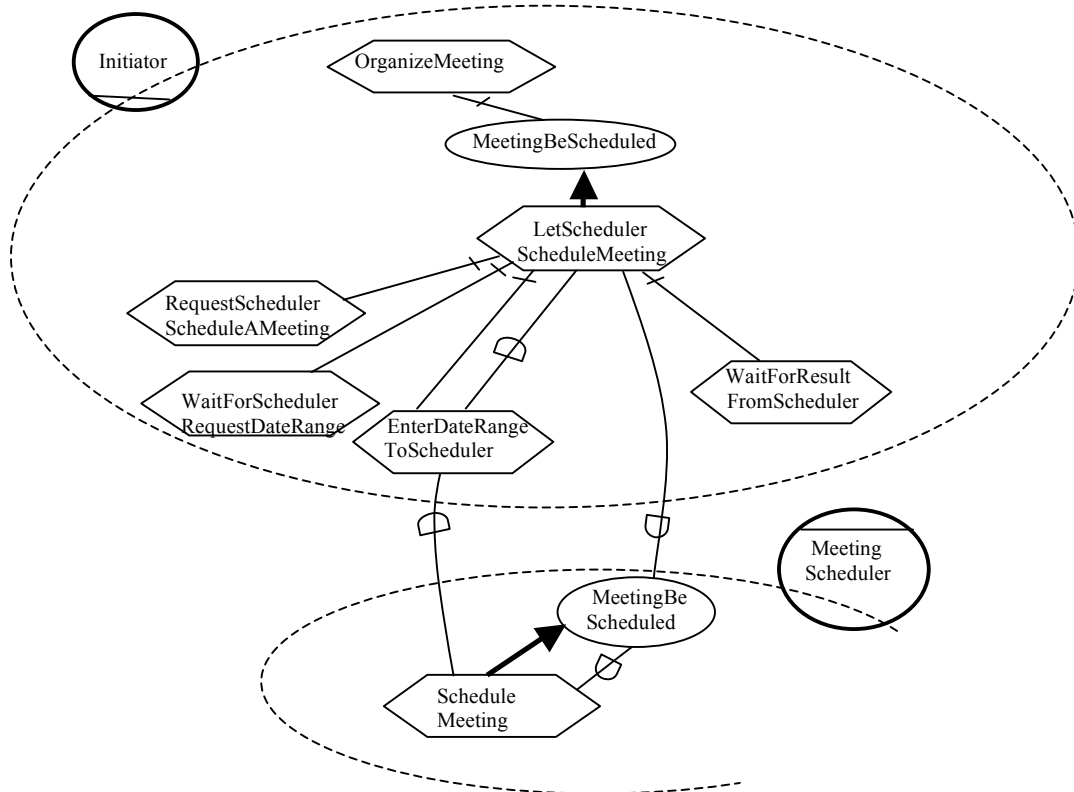 Initiator
OrganizeMeeting
MeetingBeScheduled
LetScheduler
ScheduleMeeting
RequestScheduler
ScheduleAMeeting
WaitForScheduler
RequestDateRange
EnterDateRange
ToScheduler
WaitForResult
FromScheduler
Meeting
Scheduler
MeetingBe
Scheduled
Schedule
Meeting